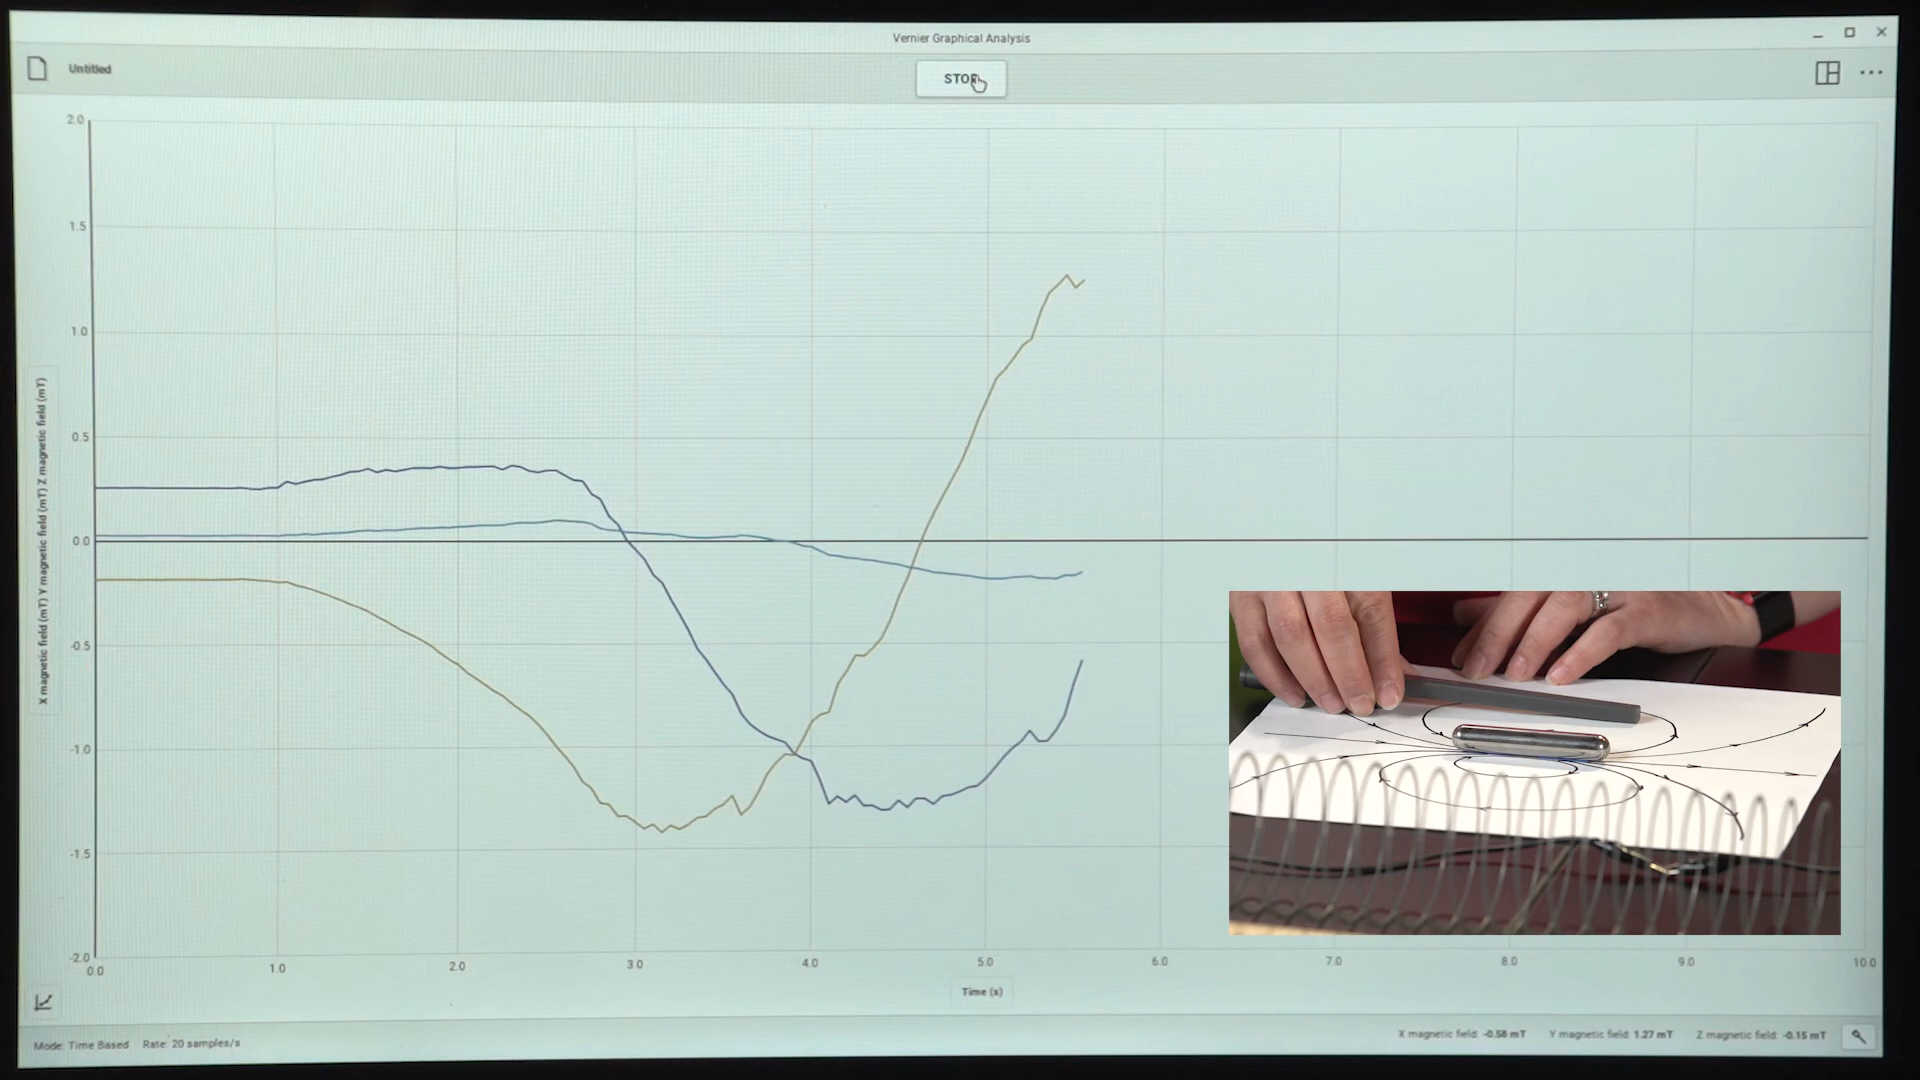 Vernier Graphical Analysis
Untitled
STOP
2.0
1.5
1.0
0.5
0.0
-0.5
-1.0
-1.5
-2.0
X magnetic field (mT) Y magnetic field (mT) Z magnetic field (mT)
0.0 1.0 2.0 3.0 4.0 5.0 6.0 7.0 8.0 9.0 10.0
Time (s)
Mode: Time Based Rate: 20 samples/s
X magnetic field: -0.58 mT Y magnetic field: 1.27 mT Z magnetic field: -0.15 mT